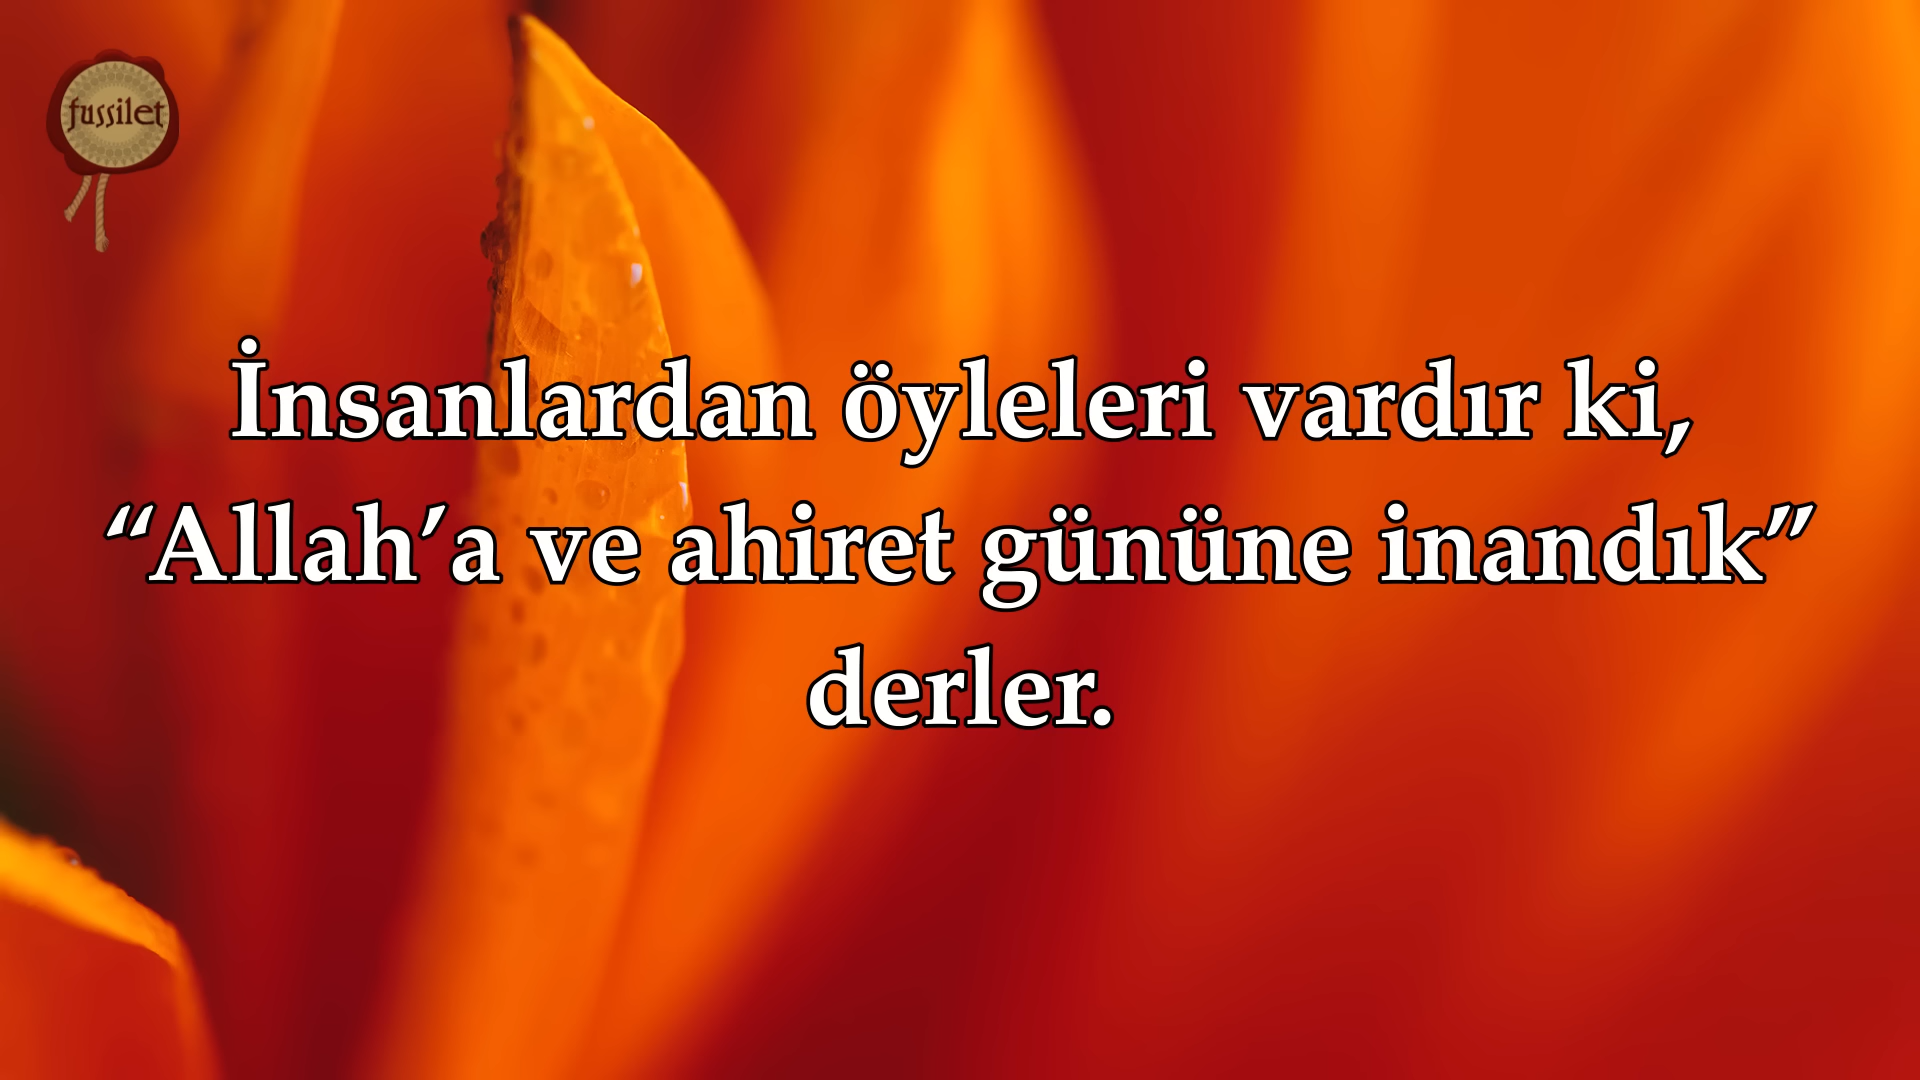 fussilet
İnsanlardan öyleleri vardır ki,
“Allah’a ve ahiret gününe inandık”
derler.